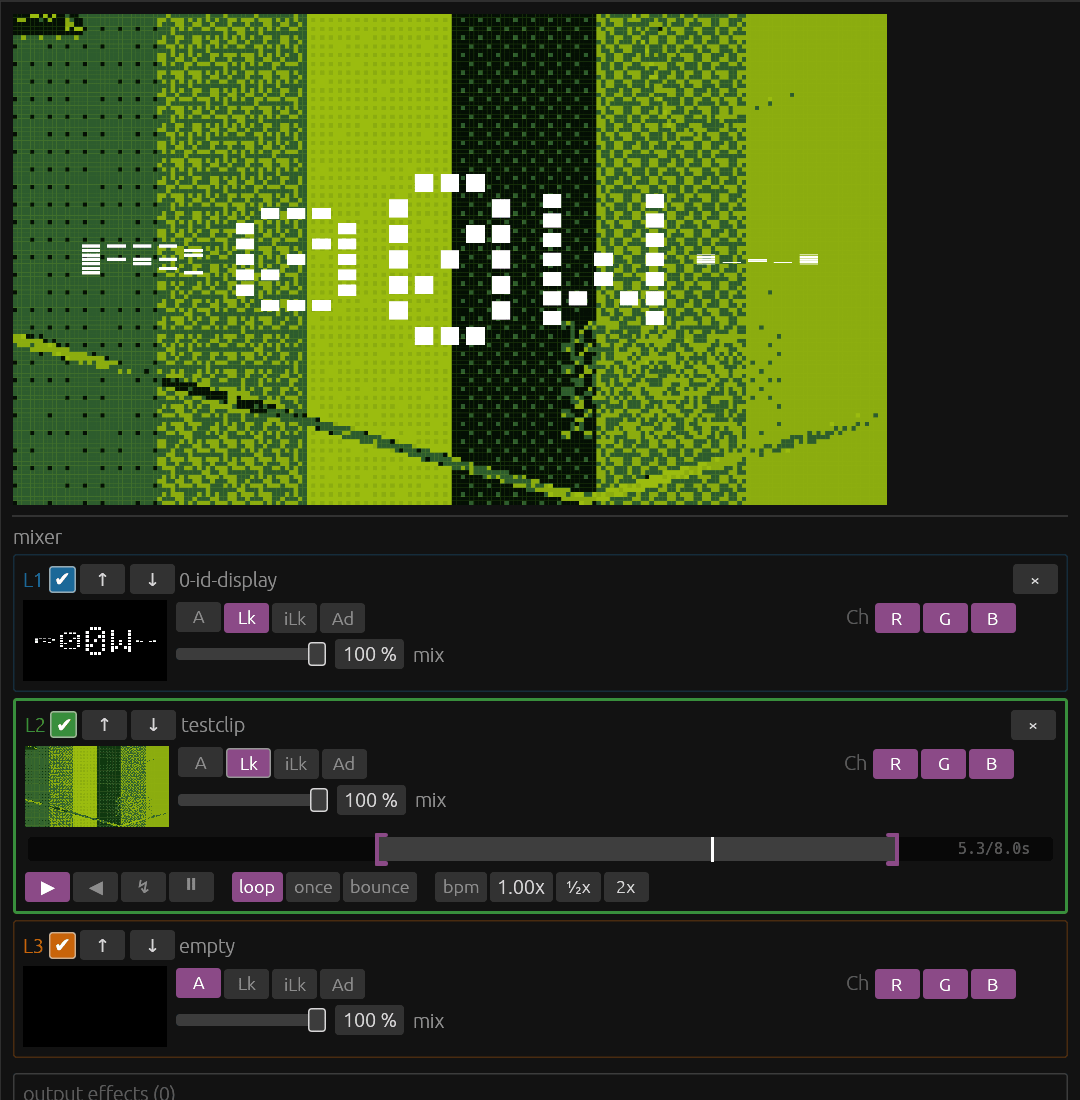 00W
mixer
L1 ✔ ↑ ↓ 0-id-display ×
A Lk iLk Ad Ch R G B
100 % mix
L2 ✔ ↑ ↓ testclip ×
A Lk iLk Ad Ch R G B
100 % mix
5.3/8.0s
▶ ◀ ↯ ⏸ loop once bounce bpm 1.00x ½x 2x
L3 ✔ ↑ ↓ empty
A Lk iLk Ad Ch R G B
100 % mix
output effects (0)